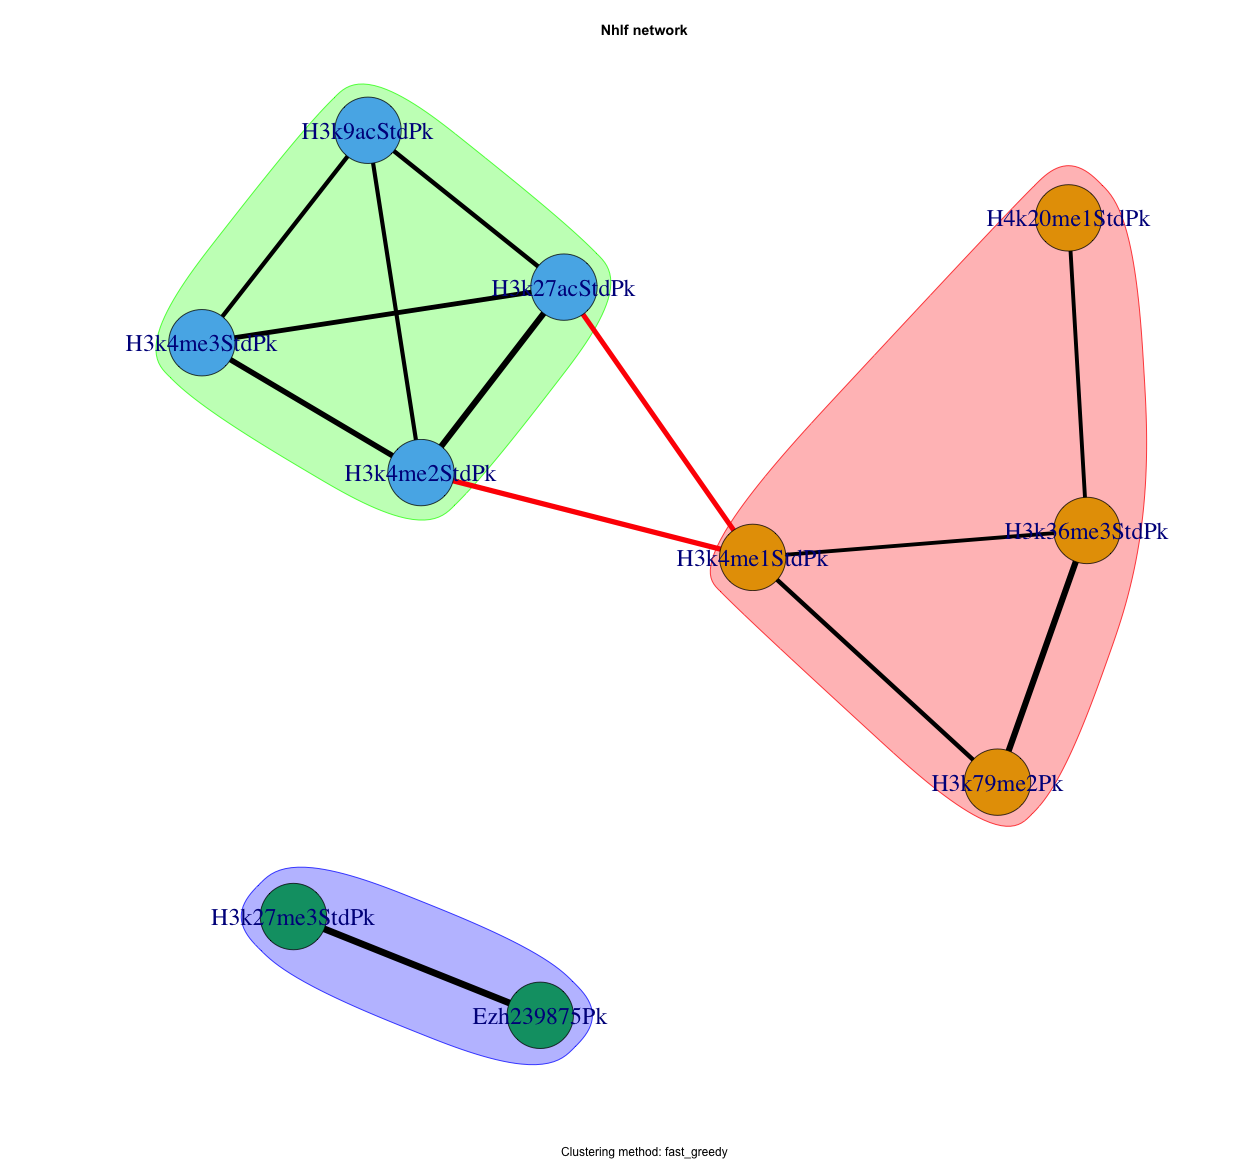 Nhlf network
H3k9acStdPk
H4k20me1StdPk
H3k27acStdPk
H3k4me3StdPk
H3k4me2StdPk
H3k36me3StdPk
H3k4me1StdPk
H3k79me2Pk
H3k27me3StdPk
Ezh239875Pk
Clustering method: fast_greedy